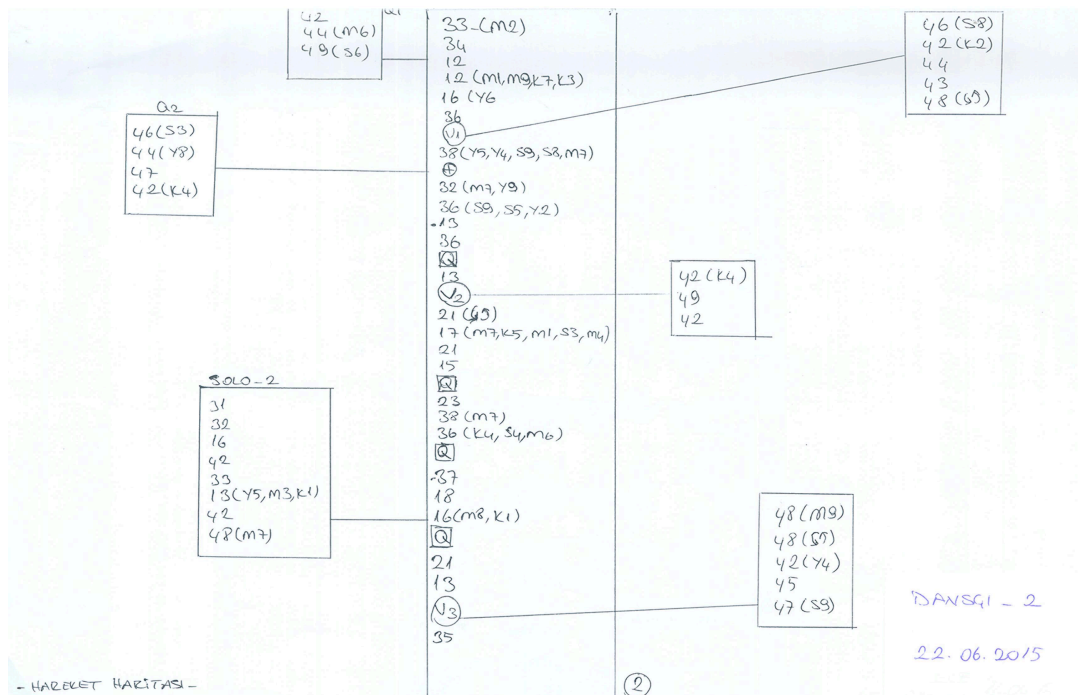 42
44 (M6)
49 (S6)
Q1
Q2
46 (S3)
44 (Y8)
47
42 (K4)
SOLO - 2
31
32
16
42
33
13 (Y5, M3, K1)
42
48 (M7)
33 - (M2)
34
12
12 (M1, M9, K7, K3)
16 (Y6
36
V1
38 (Y5, Y4, S9, S8, M7)
⊕
32 (M7, Y9)
36 (S9, S5, Y2)
-13
36
Q
13
V2
21
17 (M7, K5, M1, S3, M4)
21
15
Q
23
38 (M7)
36 (K4, S4, M6)
Q
-37
18
16 (M8, K1)
Q
21
13
V3
35
46 (S8)
42 (K2)
44
43
48
42 (K4)
49
42
48 (M9)
48
42 (Y4)
45
47 (S9)
DANSÇI - 2
22.06.2015
- HAREKET HARİTASI -
2